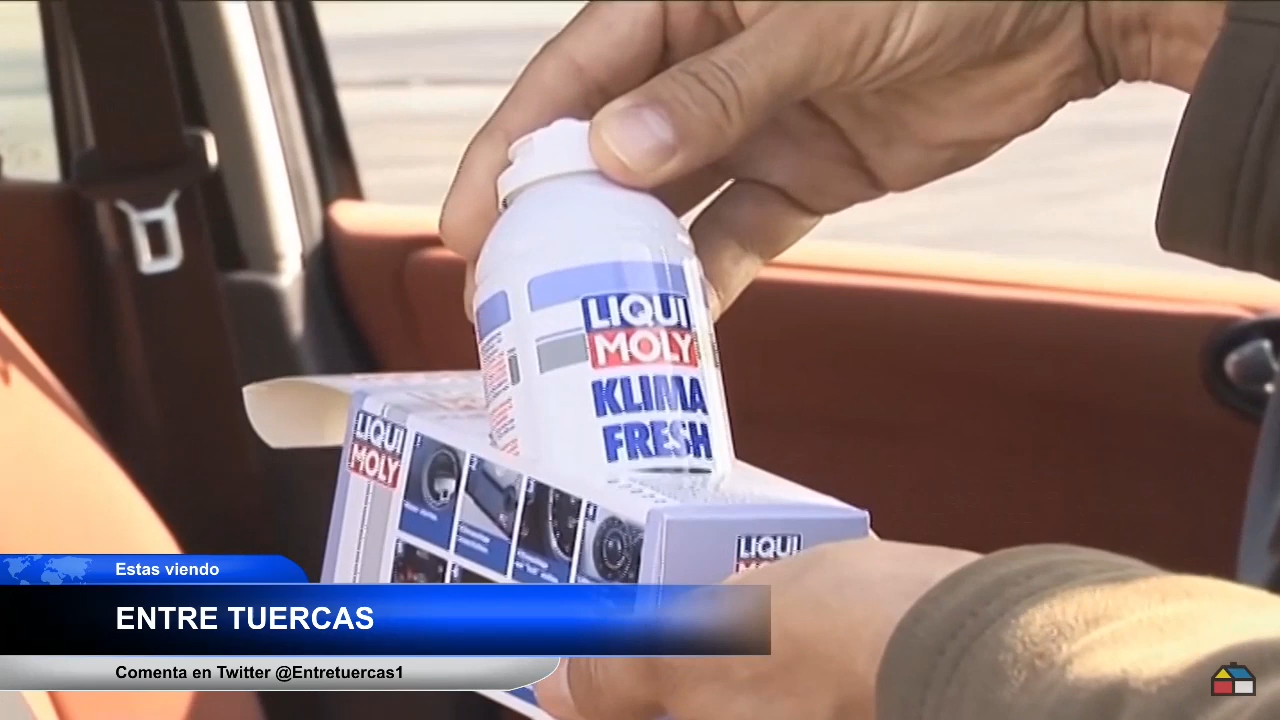 LIQUI
MOLY
KLIMA
FRESH
LIQUI
MOLY
LIQUI
Estas viendo
ENTRE TUERCAS
Comenta en Twitter @Entretuercas1